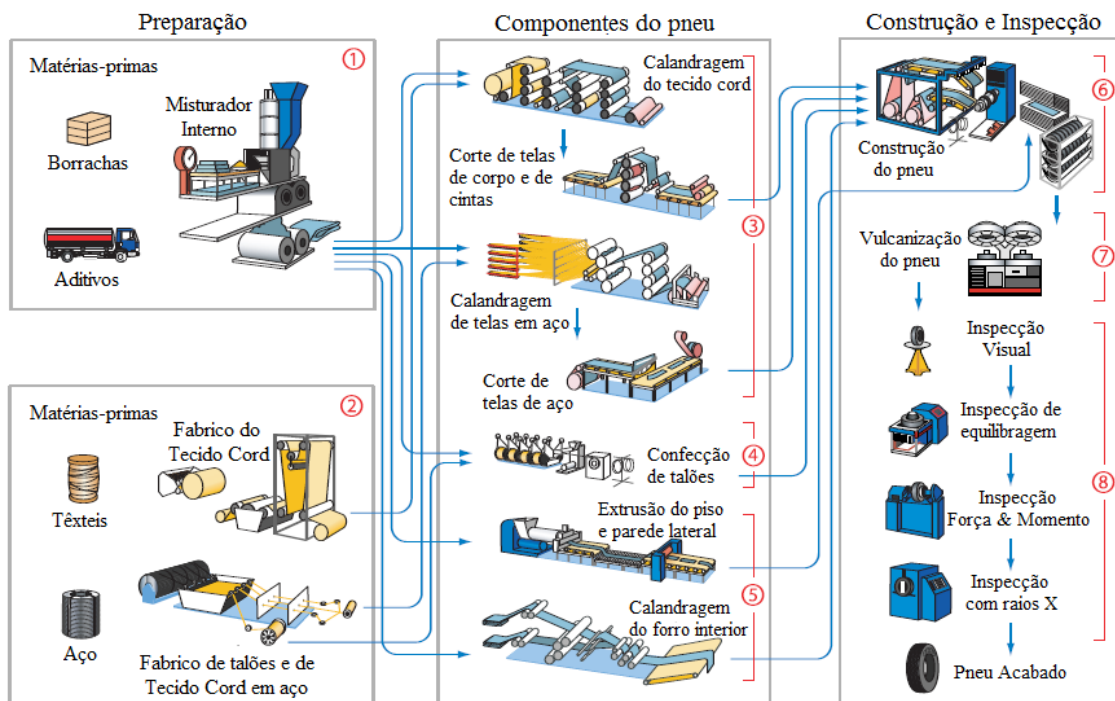 Preparação
①
Matérias-primas
Misturador
Interno
Borrachas
Aditivos
②
Matérias-primas
Fabrico do
Tecido Cord
Têxteis
Aço
Fabrico de talões e de
Tecido Cord em aço
Componentes do pneu
Calandragem
do tecido cord
Corte de telas
de corpo e de
cintas
③
Calandragem
de telas em aço
Corte de
telas de aço
④
Confecção
de talões
Extrusão do piso
e parede lateral
⑤
Calandragem
do forro interior
Construção e Inspecção
⑥
Construção
do pneu
Vulcanização
do pneu
⑦
Inspecção
Visual
Inspecção de
equilibragem
⑧
Inspecção
Força & Momento
Inspecção
com raios X
Pneu Acabado